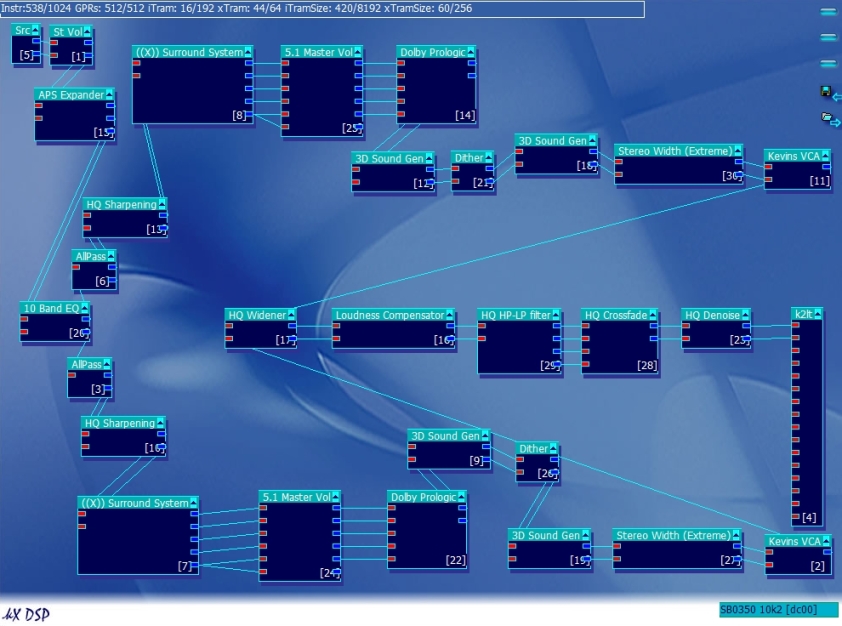 Instr:538/1024 GPRs: 512/512 iTram: 16/192 xTram: 44/64 iTramSize: 420/8192 xTramSize: 60/256
Src
[5]
St Vol
[1]
((X)) Surround System
[8]
5.1 Master Vol
[25]
Dolby Prologic
[14]
APS Expander
[15]
3D Sound Gen
[12]
Dither
[21]
3D Sound Gen
[18]
Stereo Width (Extreme)
[30]
Kevins VCA
[11]
HQ Sharpening
[13]
AllPass
[6]
10 Band EQ
HQ Widener
[17]
Loudness Compensator
[16]
HQ HP-LP filter
[29]
HQ Crossfade
[28]
HQ Denoise
[23]
k2lt
[4]
AllPass
[3]
HQ Sharpening
3D Sound Gen
[9]
Dither
((X)) Surround System
[7]
5.1 Master Vol
[24]
Dolby Prologic
[22]
3D Sound Gen
[19]
Stereo Width (Extreme)
[27]
Kevins VCA
[2]
kX DSP
SB0350 10k2 [dc00]